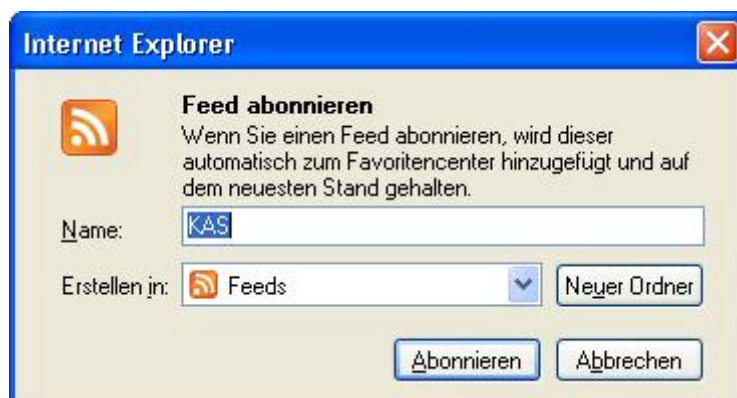 Internet Explorer
Feed abonnieren
Wenn Sie einen Feed abonnieren, wird dieser
automatisch zum Favoritencenter hinzugefügt und auf
dem neuesten Stand gehalten.
Name: KAS
Erstellen in: Feeds Neuer Ordner
Abonnieren Abbrechen